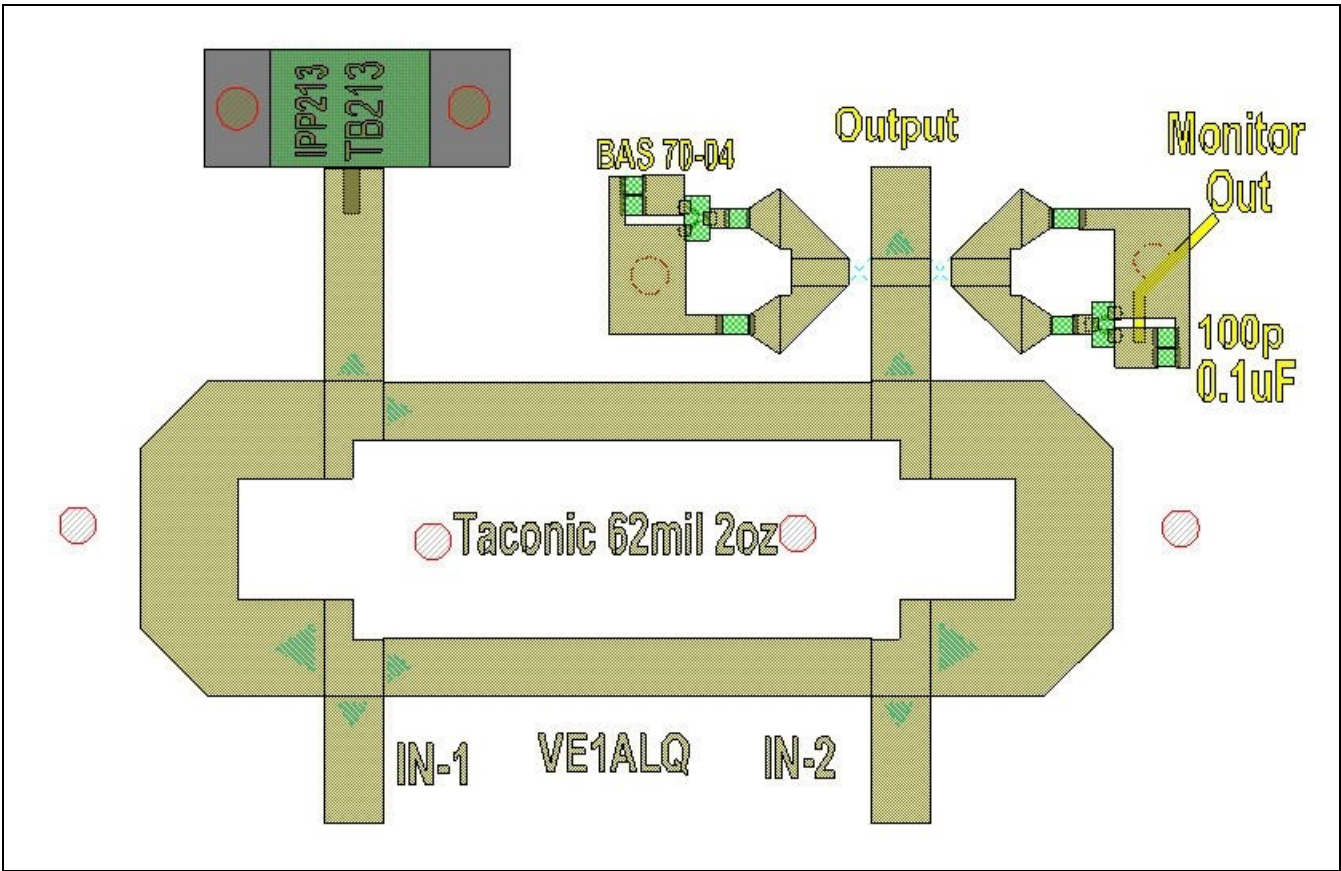 IPP213
TB213
BAS 70-04
Output
Monitor
Out
100p
0.1uF
Taconic 62mil 2oz
IN-1
VE1ALQ
IN-2